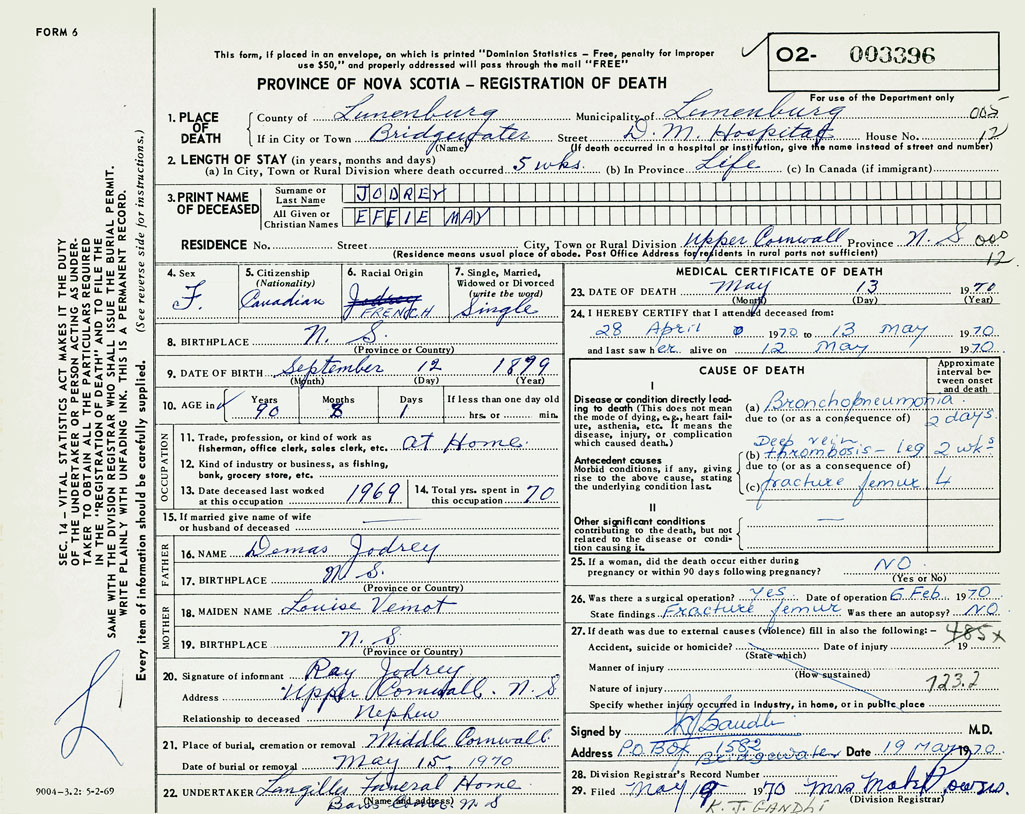 FORM 6
This form, if placed in an envelope, on which is printed "Dominion Statistics – Free, penalty for improper
use $50," and properly addressed will pass through the mail "FREE"
O2- 003396
PROVINCE OF NOVA SCOTIA – REGISTRATION OF DEATH
For use of the Department only
1. PLACE OF DEATH
County of Lunenburg Municipality of Lunenburg 005
If in City or Town Bridgewater Street D. M. Hospital House No. 12
(Name) (If death occurred in a hospital or institution, give the name instead of street and number)
2. LENGTH OF STAY (in years, months and days)
(a) In City, Town or Rural Division where death occurred 5 wks. (b) In Province Life (c) In Canada (if immigrant)
3. PRINT NAME OF DECEASED
Surname or Last Name JODREY
All Given or Christian Names EFFIE MAY
RESIDENCE No. Street City, Town or Rural Division Upper Cornwall Province N. S 000
(Residence means usual place of abode. Post Office Address for residents in rural parts not sufficient) 12
4. Sex F.
5. Citizenship (Nationality) Canadian
6. Racial Origin Jodrey FRENCH
7. Single, Married, Widowed or Divorced (write the word) Single
8. BIRTHPLACE N. S.
(Province or Country)
9. DATE OF BIRTH September 12 1899
(Month) (Day) (Year)
10. AGE in ✓ Years 90 Months 8 Days 1 If less than one day old hrs. or min.
OCCUPATION
11. Trade, profession, or kind of work as fisherman, office clerk, sales clerk, etc. at Home.
12. Kind of industry or business, as fishing, bank, grocery store, etc.
13. Date deceased last worked at this occupation 1969
14. Total yrs. spent in this occupation 70
15. If married give name of wife or husband of deceased —
FATHER
16. NAME Demas Jodrey
17. BIRTHPLACE N S.
(Province or Country)
MOTHER
18. MAIDEN NAME Louise Vemot
19. BIRTHPLACE N. S.
(Province or Country)
20. Signature of informant Ray Jodrey
Address Upper Cornwall. N S
Relationship to deceased Nephew
21. Place of burial, cremation or removal Middle Cornwall
Date of burial or removal May 15 1970
22. UNDERTAKER Langilles Funeral Home
(Name and address) N S
MEDICAL CERTIFICATE OF DEATH
23. DATE OF DEATH May 13 1970
(Month) (Day) (Year)
24. I HEREBY CERTIFY that I attended deceased from:
28 April 1970 to 13 May 1970
and last saw her alive on 12 May 1970
CAUSE OF DEATH
Approximate interval between onset and death
I
Disease or condition directly leading to death (This does not mean the mode of dying, e.g., heart failure, asthenia, etc. It means the disease, injury, or complication which caused death.)
(a) Bronchopneumonia.
due to (or as a consequence of) 2 days.
Antecedent causes
Morbid conditions, if any, giving rise to the above cause, stating the underlying condition last.
Deep vein
(b) thrombosis – leg 2 wks
due to (or as a consequence of)
(c) fracture femur 4
II
Other significant conditions contributing to the death, but not related to the disease or condition causing it. —
25. If a woman, did the death occur either during pregnancy or within 90 days following pregnancy? NO
(Yes or No)
26. Was there a surgical operation? yes Date of operation 6 Feb 1970
State findings Fracture femur Was there an autopsy? NO
27. If death was due to external causes (violence) fill in also the following:– 485x
Accident, suicide or homicide? Date of injury 19
(State which)
Manner of injury
(How sustained)
Nature of injury 723.2
Specify whether injury occurred in industry, in home, or in public place
Signed by M.D.
Address P.O Box 1582 Bridgewater Date 19 May 1970
28. Division Registrar's Record Number
29. Filed May 19 1970 Mrs
(Division Registrar)
K. J. GANDHI
SEC. 14 – VITAL STATISTICS ACT MAKES IT THE DUTY
OF THE UNDERTAKER OR PERSON ACTING AS UNDER-
TAKER TO OBTAIN ALL THE PARTICULARS REQUIRED
IN THE "REGISTRATION OF DEATH" AND TO FILE THE
SAME WITH THE DIVISION REGISTRAR WHO SHALL ISSUE THE BURIAL PERMIT.
WRITE PLAINLY WITH UNFADING INK. THIS IS A PERMANENT RECORD.
Every item of information should be carefully supplied. (See reverse side for instructions.)
9004–3.2: 5-2-69